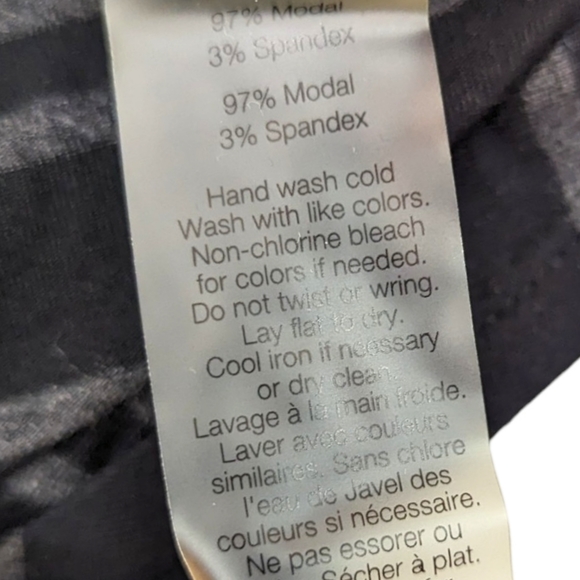 97% Modal
3% Spandex
97% Modal
3% Spandex
Hand wash cold
Wash with like colors.
Non-chlorine bleach
for colors if needed.
Do not twist or wring.
Lay flat to dry.
Cool iron if necessary
or dry clean.
Lavage à la main froide.
Laver avec couleurs
similaires. Sans chlore
l'eau de Javel des
couleurs si nécessaire.
Ne pas essorer ou
Sécher à plat.